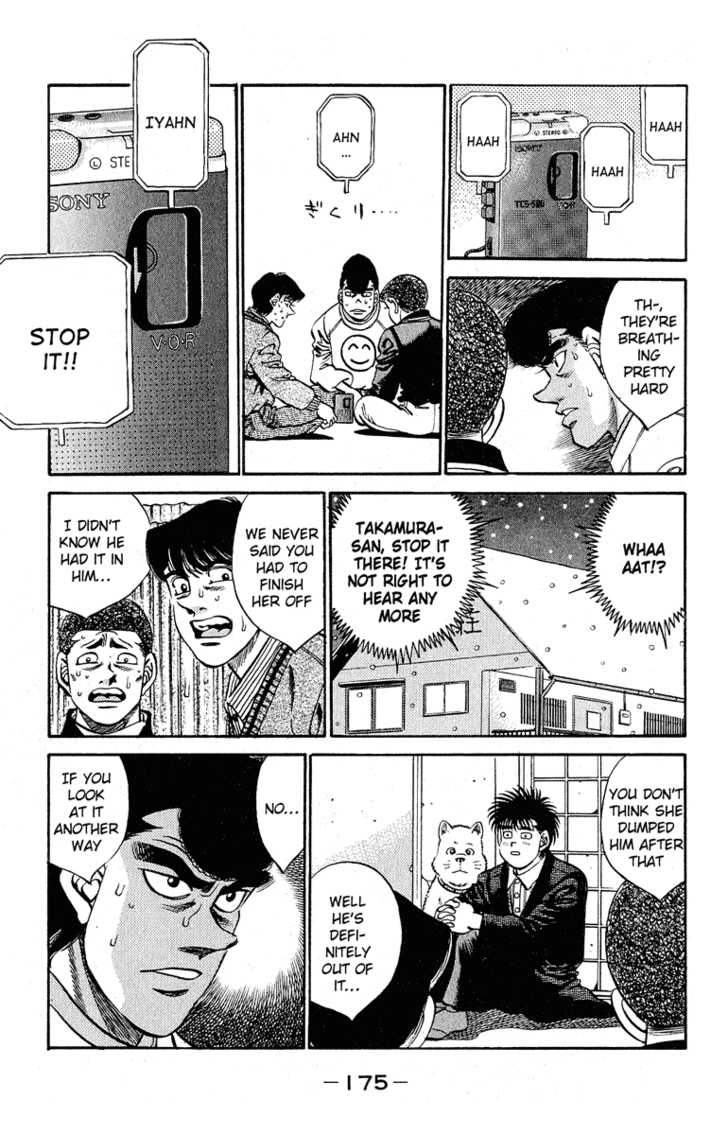 HAAH
HAAH
HAAH
STEREO
SONY
TCS-580
V·O·R
TH-,
THEY'RE
BREATH-
ING
PRETTY
HARD
AHN
...
ぎくり····
IYAHN
STEREO
SONY
V·O·R
STOP
IT!!
WHAA
AAT!?
TAKAMURA-
SAN, STOP IT
THERE! IT'S
NOT RIGHT TO
HEAR ANY
MORE
WE NEVER
SAID YOU
HAD TO
FINISH
HER OFF
I DIDN'T
KNOW HE
HAD IT IN
HIM...
YOU DON'T
THINK SHE
DUMPED
HIM AFTER
THAT
WELL
HE'S
DEFI-
NITELY
OUT OF
IT...
NO...
IF YOU
LOOK
AT IT
ANOTHER
WAY
-175-